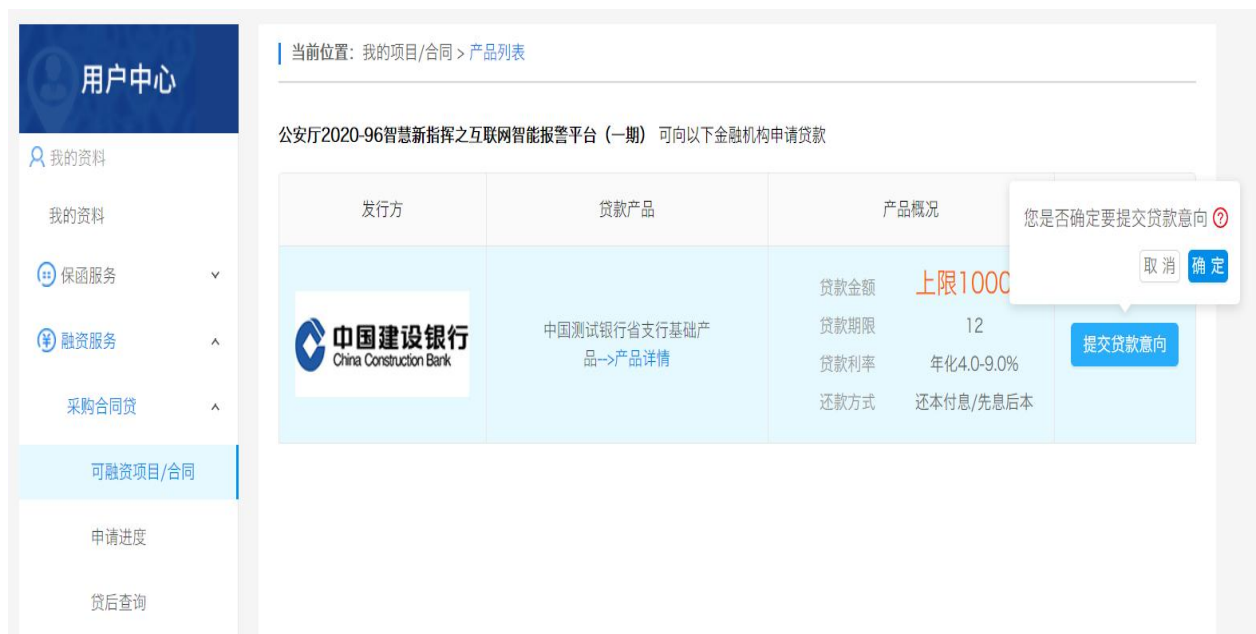 用户中心
我的资料
我的资料
保函服务
融资服务
采购合同贷
可融资项目/合同
申请进度
贷后查询
当前位置：我的项目/合同 > 产品列表
公安厅2020-96智慧新指挥之互联网智能报警平台（一期） 可向以下金融机构申请贷款
发行方
贷款产品
产品概况
您是否确定要提交贷款意向
取 消
确 定
中国建设银行
China Construction Bank
中国测试银行省支行基础产
品-->产品详情
贷款金额 上限1000
贷款期限 12
贷款利率 年化4.0-9.0%
还款方式 还本付息/先息后本
提交贷款意向